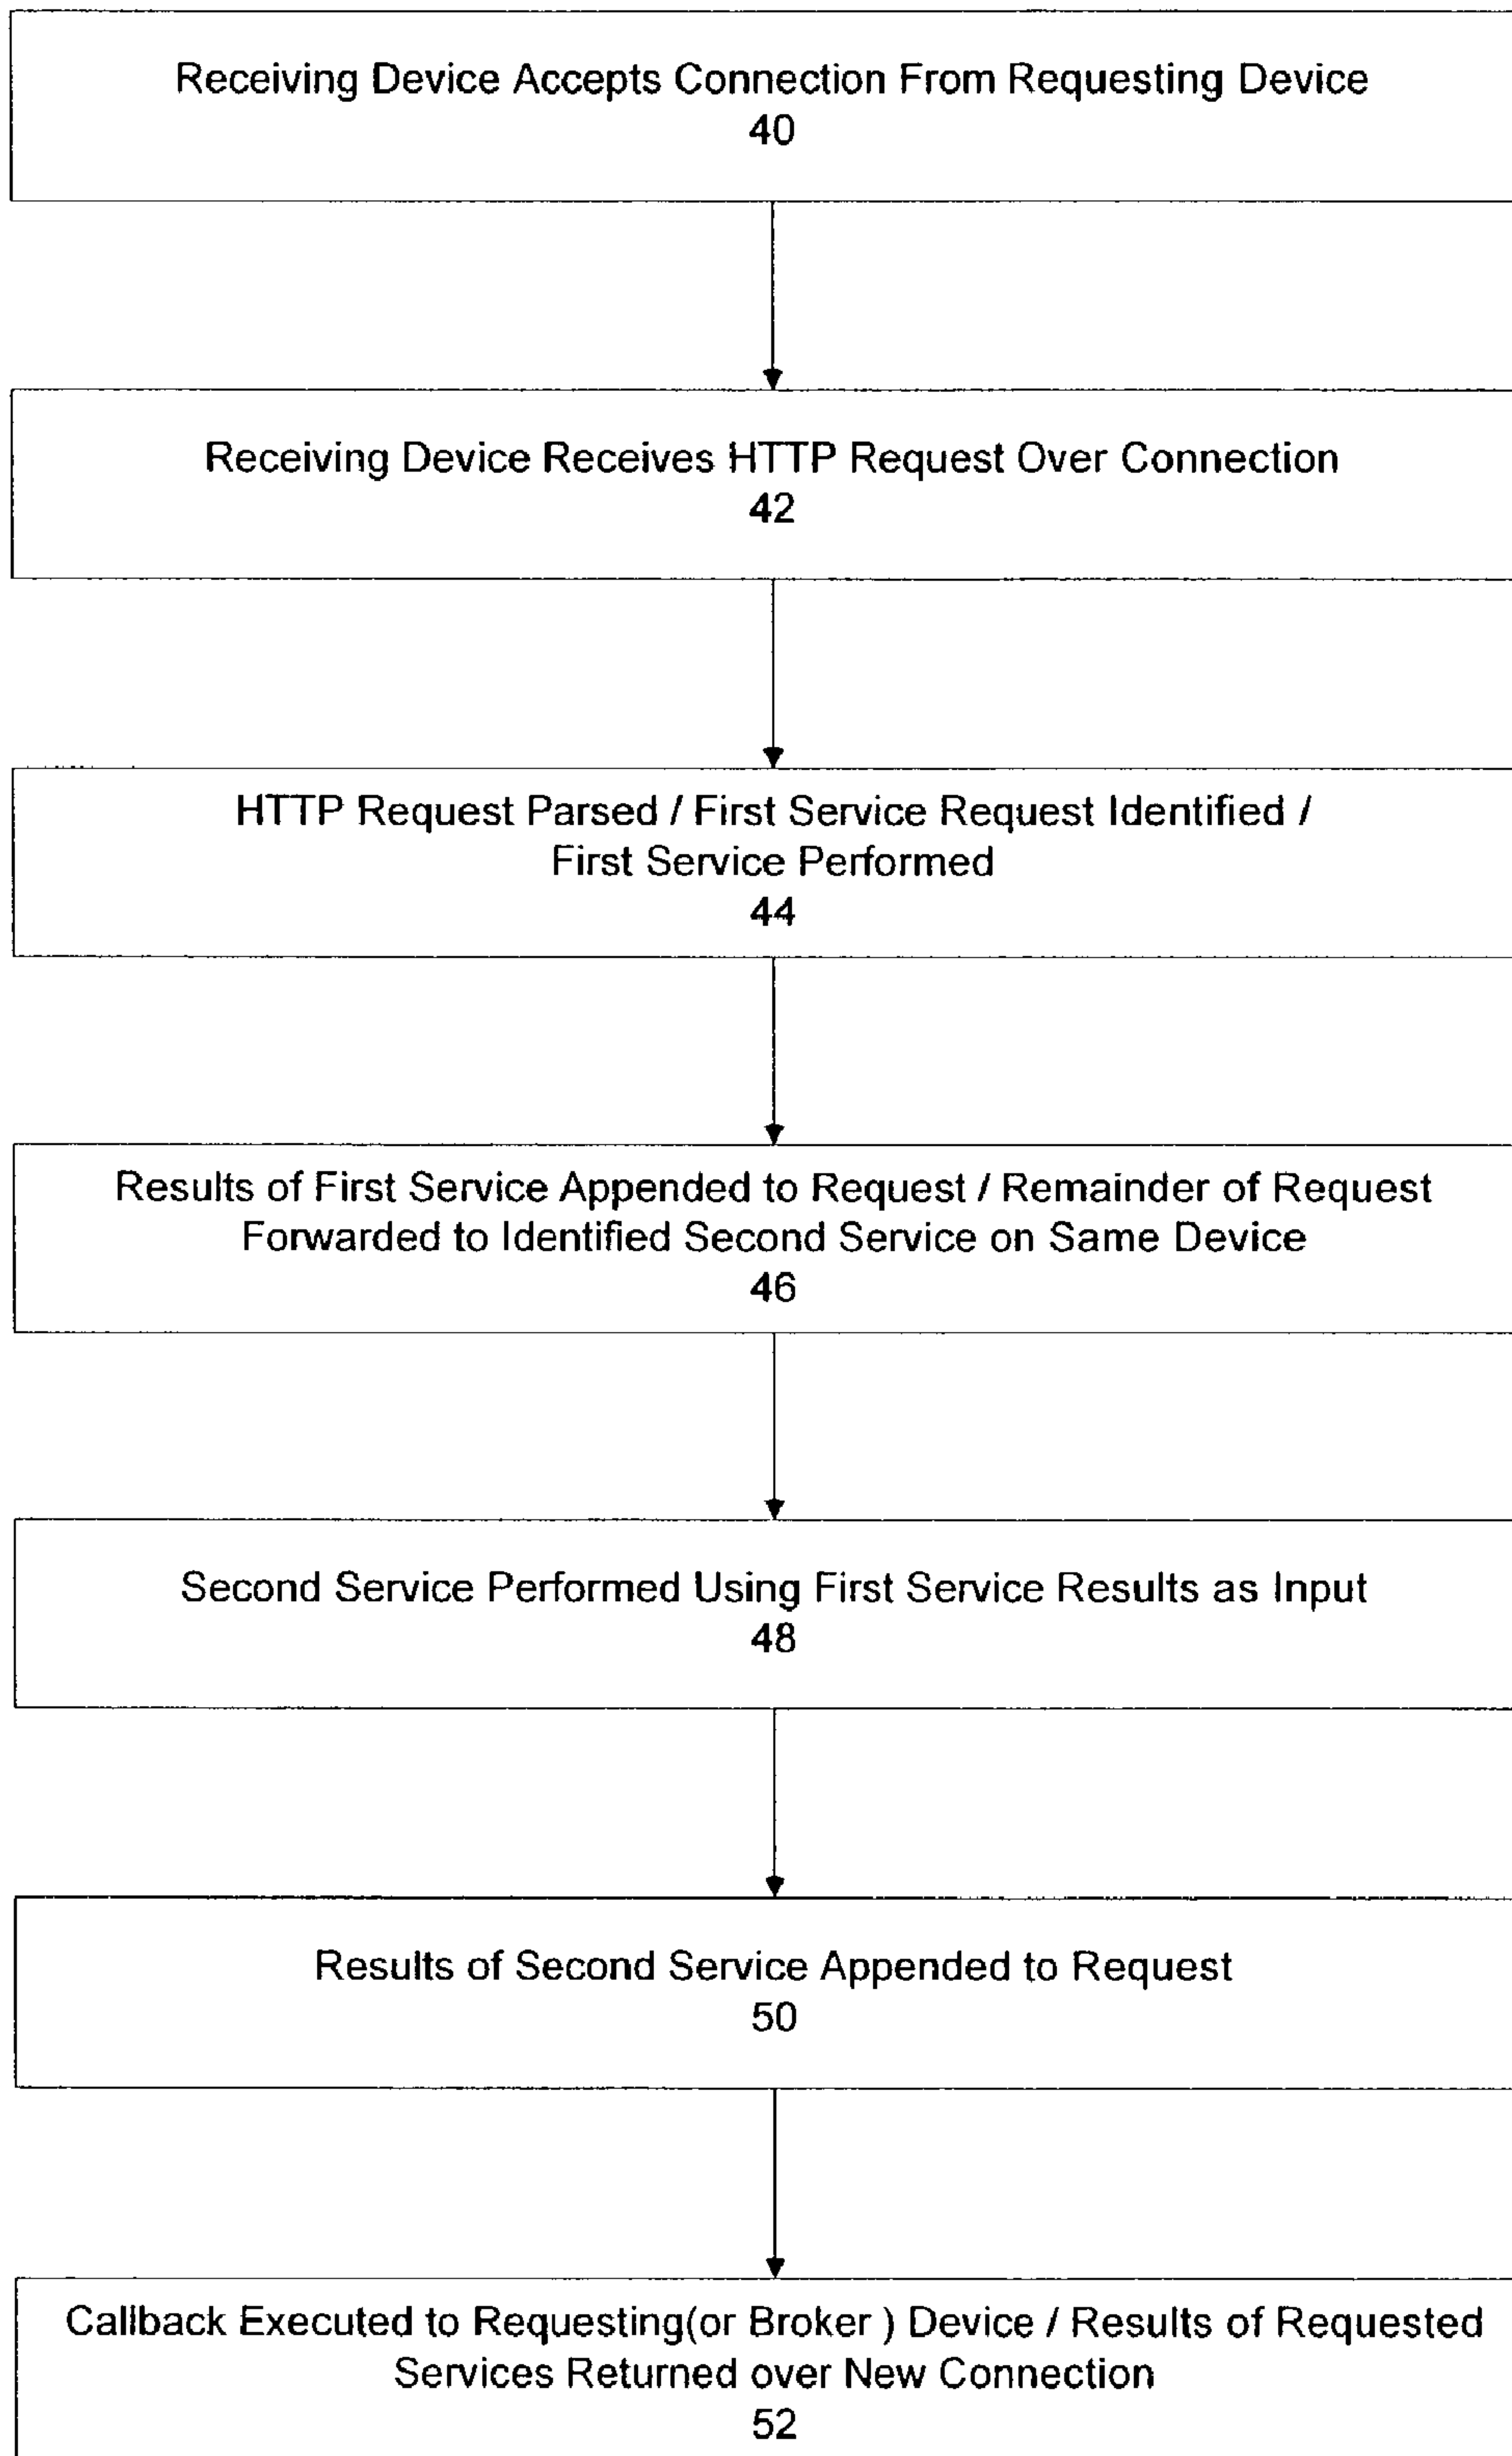 Receiving Device Accepts Connection From Requesting Device
40
Receiving Device Receives HTTP Request Over Connection
42
HTTP Request Parsed / First Service Request Identified /
First Service Performed
44
Results of First Service Appended to Request / Remainder of Request
Forwarded to Identified Second Service on Same Device
46
Second Service Performed Using First Service Results as Input
48
Results of Second Service Appended to Request
50
Callback Executed to Requesting(or Broker ) Device / Results of Requested
Services Returned over New Connection
52